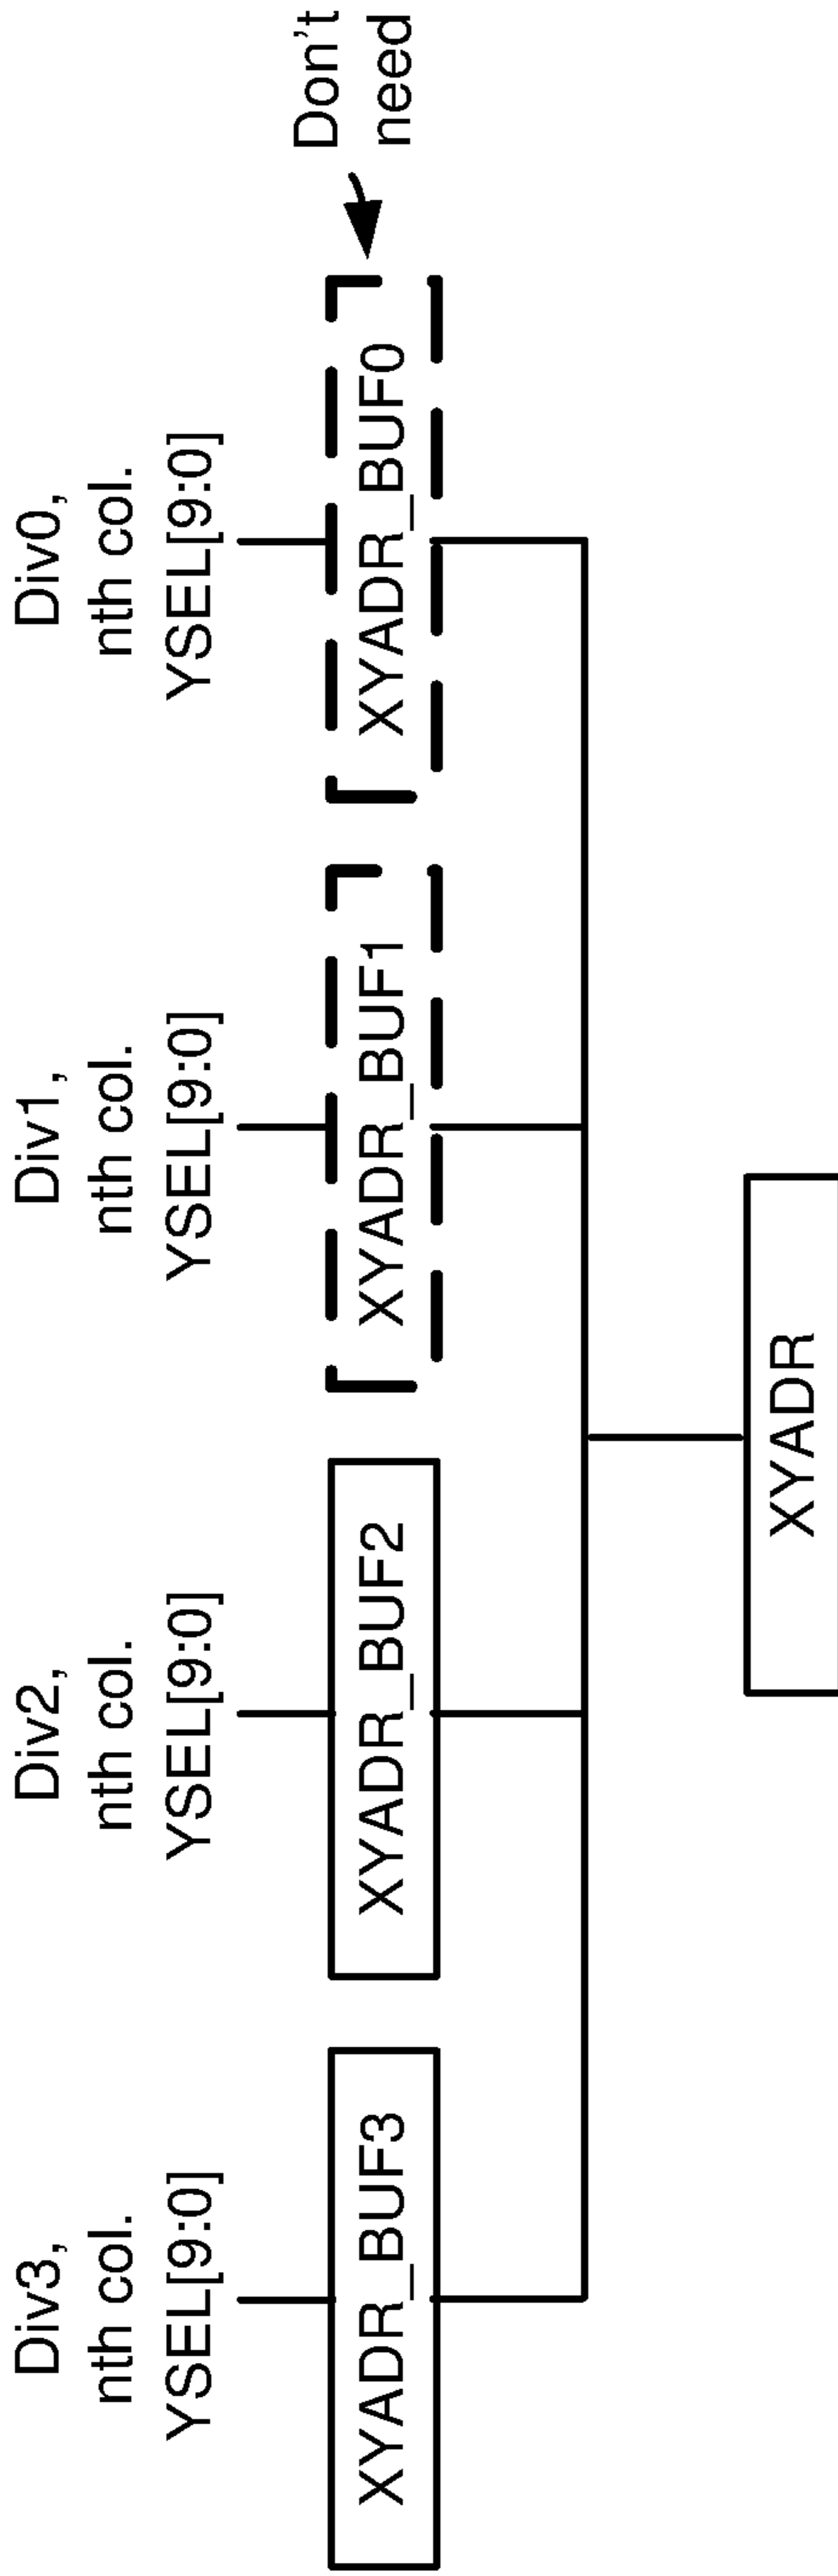 Div3,
nth col.
YSEL[9:0]
Div2,
nth col.
YSEL[9:0]
Div1,
nth col.
YSEL[9:0]
Div0,
nth col.
YSEL[9:0]
XYADR_BUF3
XYADR_BUF2
XYADR_BUF1
XYADR_BUF0
Don't
need
XYADR